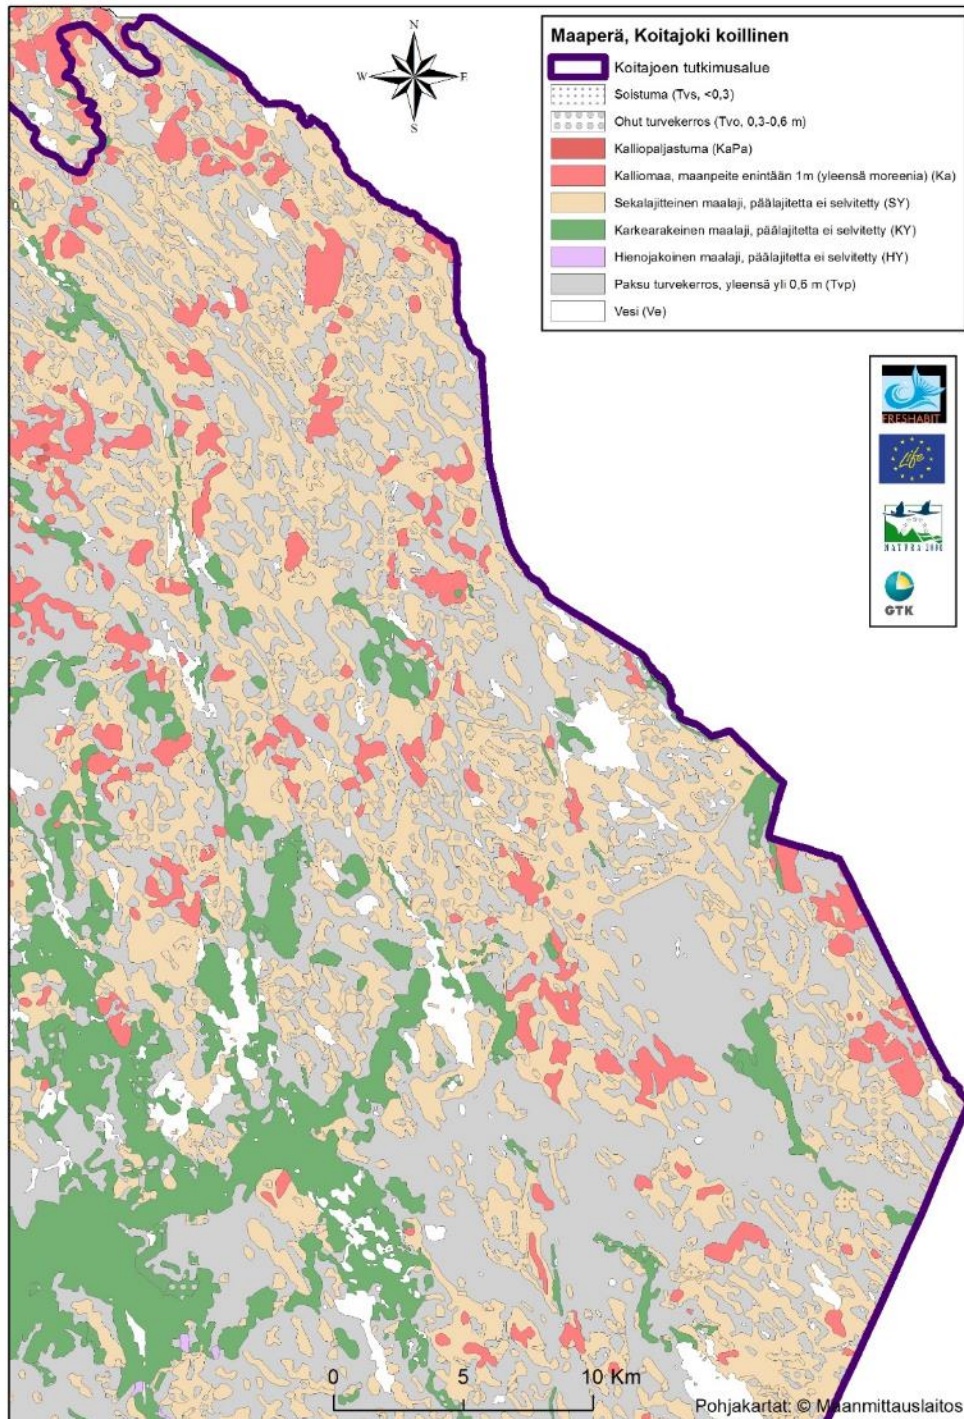 N
W E
S
Maaperä, Koitajoki koillinen
Koitajoen tutkimusalue
Soistuma (Tvs, <0,3)
Ohut turvekerros (Tvo, 0,3-0,6 m)
Kalliopaljastuma (KaPa)
Kalliomaa, maanpeite enintään 1m (yleensä moreenia) (Ka)
Sekalajitteinen maalaji, päälajitetta ei selvitetty (SY)
Karkearakeinen maalaji, päälajitetta ei selvitetty (KY)
Hienojakoinen maalaji, päälajitetta ei selvitetty (HY)
Paksu turvekerros, yleensä yli 0,6 m (Tvp)
Vesi (Ve)
FRESHABIT
Life
NATURA 2000
GTK
0 5 10 Km
Pohjakartat: © Maanmittauslaitos